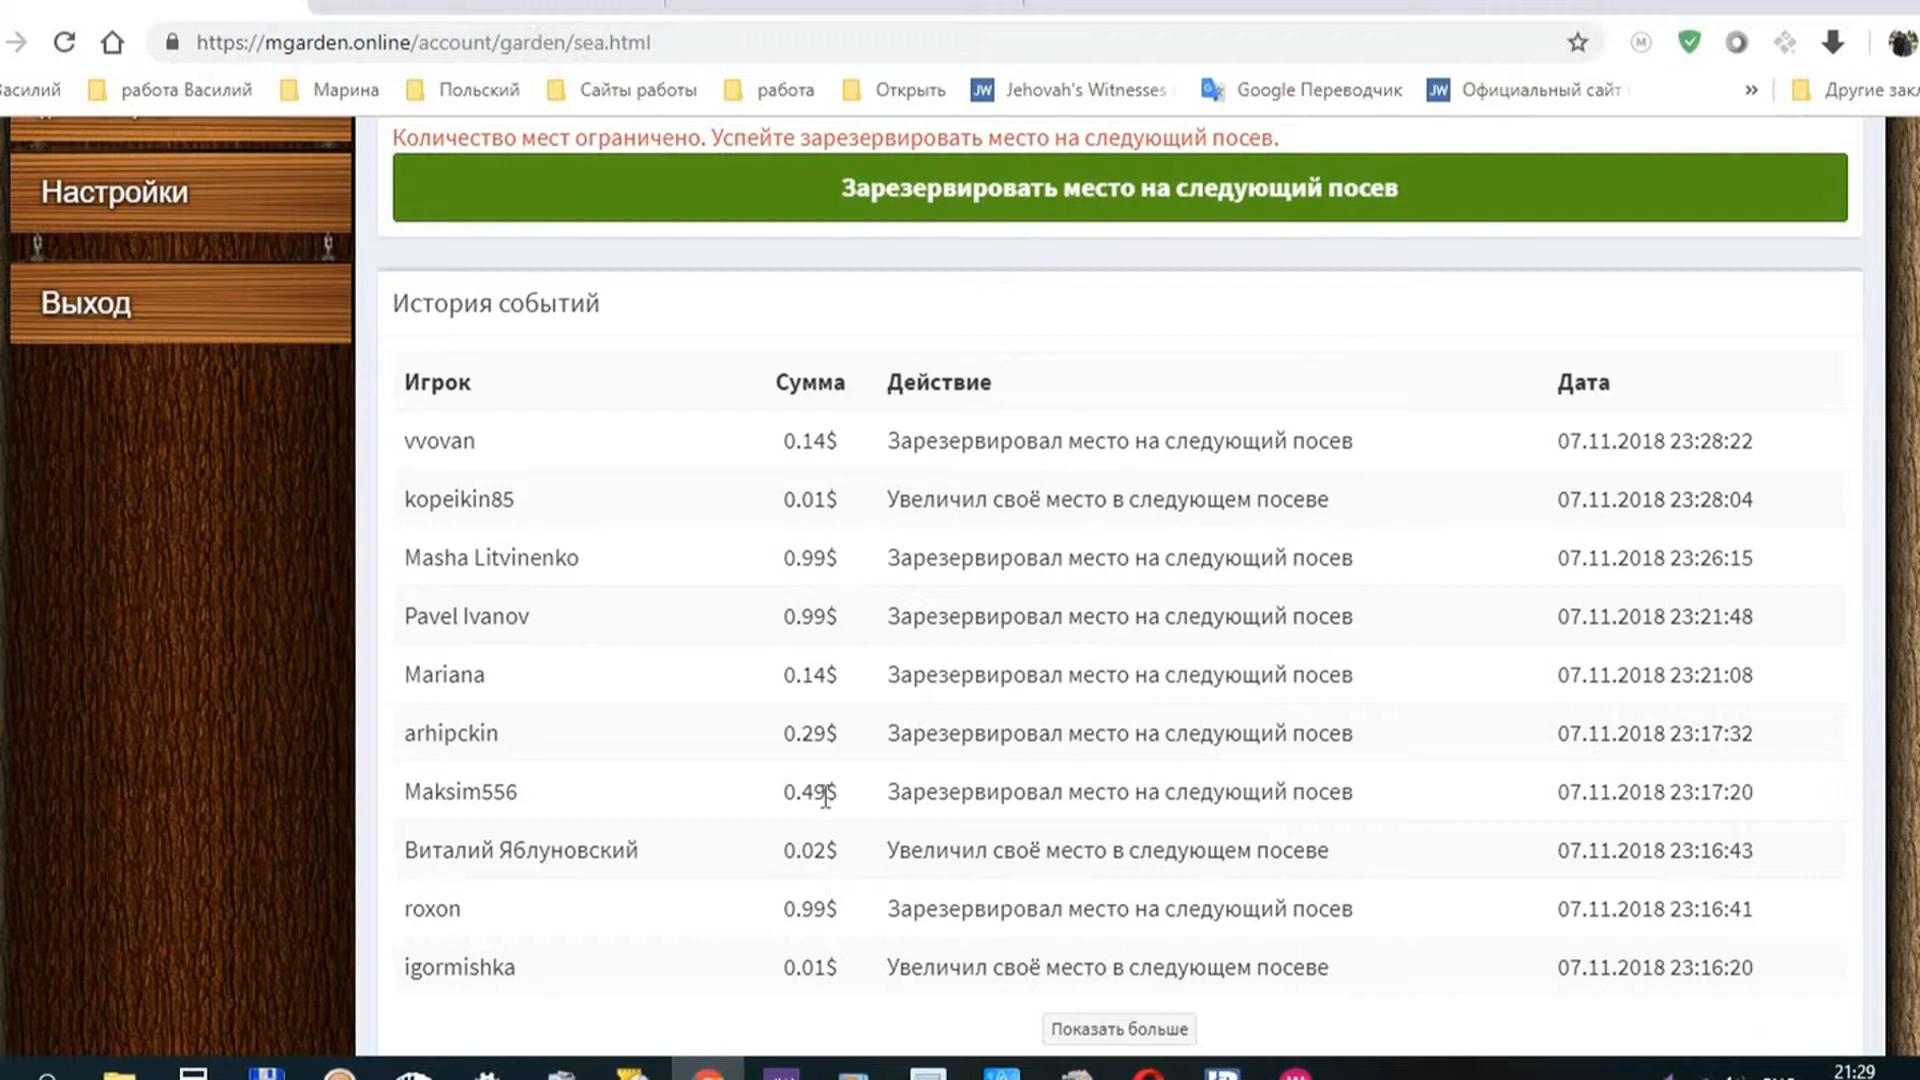 https://mgarden.online/account/garden/sea.html
работа Василий
Марина
Польский
Сайты работы
работа
Открыть
JW Jehovah's Witnesses
Google Переводчик
JW Официальный сайт
»
Другие
Количество мест ограничено. Успейте зарезервировать место на следующий посев.
Настройки
Зарезервировать место на следующий посев
Выход
История событий
Игрок Сумма Действие Дата
vvovan 0.14$ Зарезервировал место на следующий посев 07.11.2018 23:28:22
kopeikin85 0.01$ Увеличил своё место в следующем посеве 07.11.2018 23:28:04
Masha Litvinenko 0.99$ Зарезервировал место на следующий посев 07.11.2018 23:26:15
Pavel Ivanov 0.99$ Зарезервировал место на следующий посев 07.11.2018 23:21:48
Mariana 0.14$ Зарезервировал место на следующий посев 07.11.2018 23:21:08
arhipckin 0.29$ Зарезервировал место на следующий посев 07.11.2018 23:17:32
Maksim556 0.49$ Зарезервировал место на следующий посев 07.11.2018 23:17:20
Виталий Яблуновский 0.02$ Увеличил своё место в следующем посеве 07.11.2018 23:16:43
roxon 0.99$ Зарезервировал место на следующий посев 07.11.2018 23:16:41
igormishka 0.01$ Увеличил своё место в следующем посеве 07.11.2018 23:16:20
Показать больше
21:29